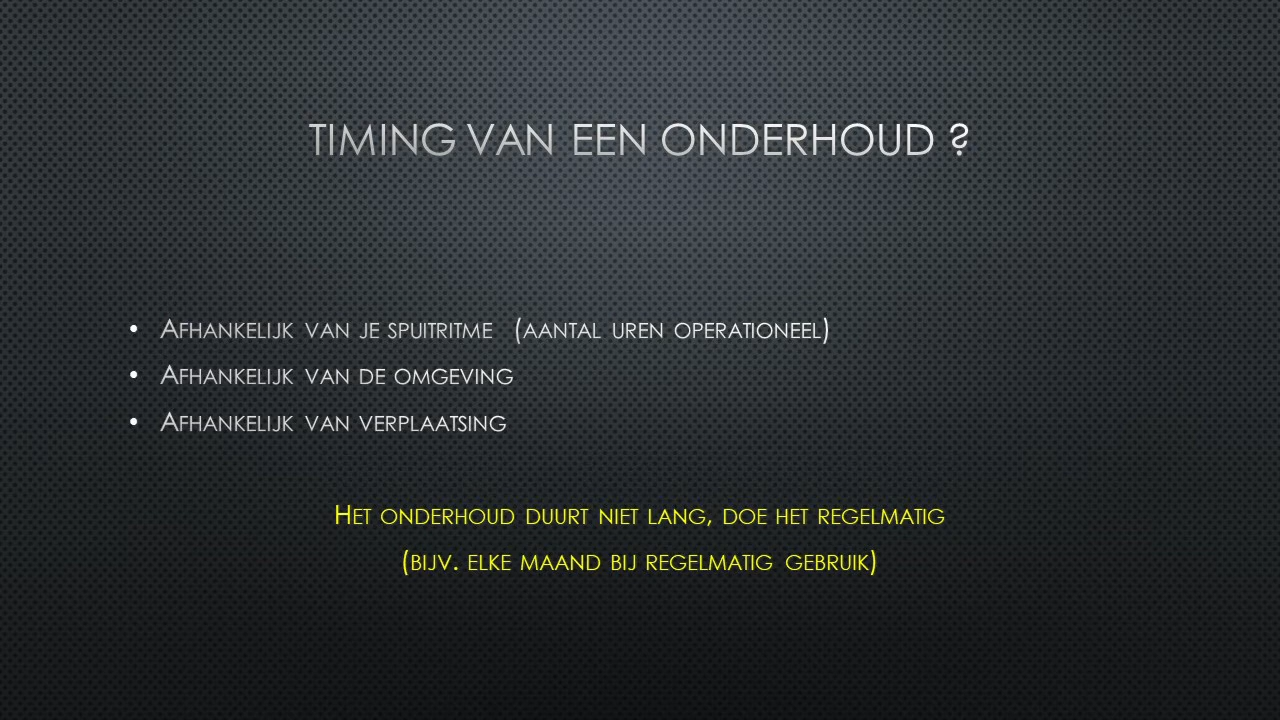 TIMING VAN EEN ONDERHOUD ?
• AFHANKELIJK VAN JE SPUITRITME (AANTAL UREN OPERATIONEEL)
• AFHANKELIJK VAN DE OMGEVING
• AFHANKELIJK VAN VERPLAATSING
HET ONDERHOUD DUURT NIET LANG, DOE HET REGELMATIG
(BIJV. ELKE MAAND BIJ REGELMATIG GEBRUIK)